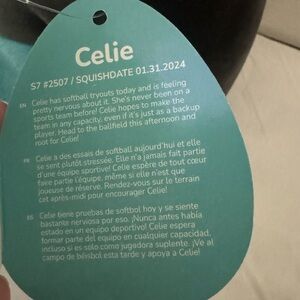 Celie
S7 #2507 / SQUISHDATE 01.31.2024
EN
Celie has softball tryouts today and is feeling
pretty nervous about it. She's never been on a
sports team before! Celie hopes to make the
team in any capacity, even if it's just as a backup
player. Head to the ballfield this afternoon and
root for Celie!
FR
Celie a des essais de softball aujourd'hui et elle
se sent plutôt stressée. Elle n'a jamais fait partie
d'une équipe sportive! Celie espère de tout cœur
faire partie l'équipe, même si elle n'est que
joueuse de réserve. Rendez-vous sur le terrain
cet après-midi pour encourager Celie!
ES
Celie tiene pruebas de softbol hoy y se siente
bastante nerviosa por eso. ¡Nunca antes había
estado en un equipo deportivo! Celie espera
formar parte del equipo en cualquier capacidad,
incluso si es solo como jugadora suplente. ¡Ve al
campo de béisbol esta tarde y apoya a Celie!